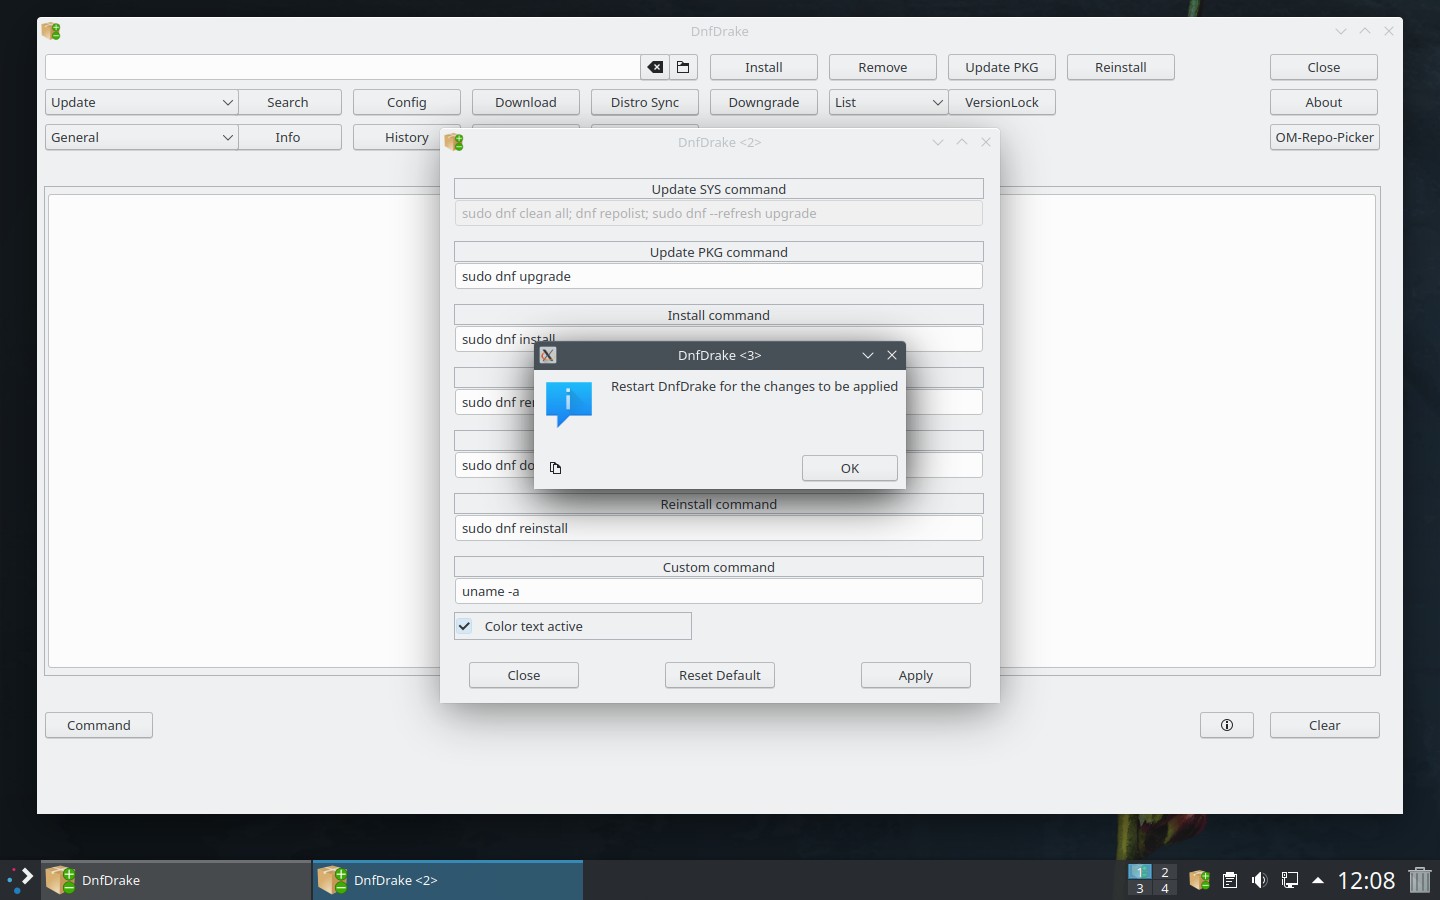 DnfDrake
Install Remove Update PKG Reinstall Close
Update Search Config Download Distro Sync Downgrade List VersionLock About
General Info History OM-Repo-Picker
DnfDrake <2>
Update SYS command
sudo dnf clean all; dnf repolist; sudo dnf --refresh upgrade
Update PKG command
sudo dnf upgrade
Install command
sudo dnf install
DnfDrake <3>
Restart DnfDrake for the changes to be applied
sudo dnf
sudo dnf
OK
Reinstall command
sudo dnf reinstall
Custom command
uname -a
Color text active
Close Reset Default Apply
Command Clear
DnfDrake DnfDrake <2> 1 2 3 4 12:08